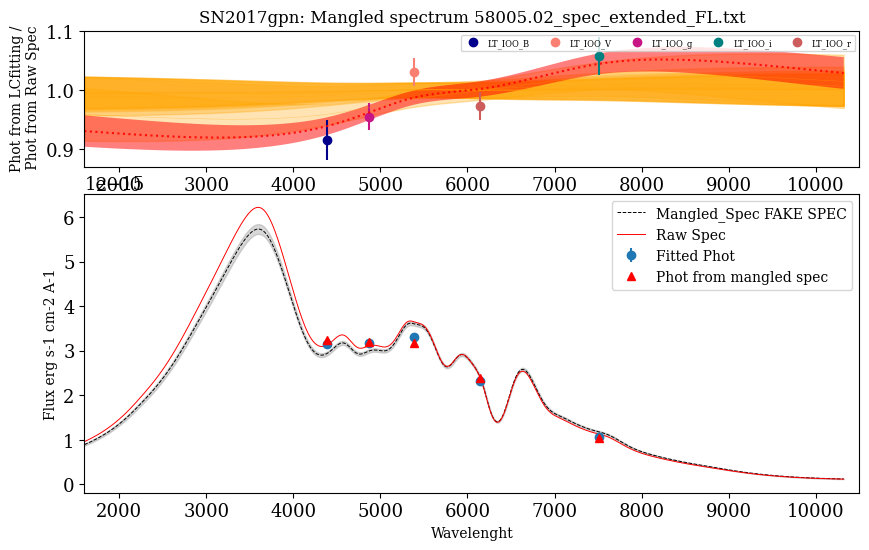 SN2017gpn: Mangled spectrum 58005.02_spec_extended_FL.txt
Phot from LCfitting /
Phot from Raw Spec
1.1
1.0
0.9
LT_IOO_B LT_IOO_V LT_IOO_g LT_IOO_i LT_IOO_r
2000 3000 4000 5000 6000 7000 8000 9000 10000
1e−15
Flux erg s-1 cm-2 A-1
6
5
4
3
2
1
0
Mangled_Spec FAKE SPEC
Raw Spec
Fitted Phot
Phot from mangled spec
2000 3000 4000 5000 6000 7000 8000 9000 10000
Wavelenght